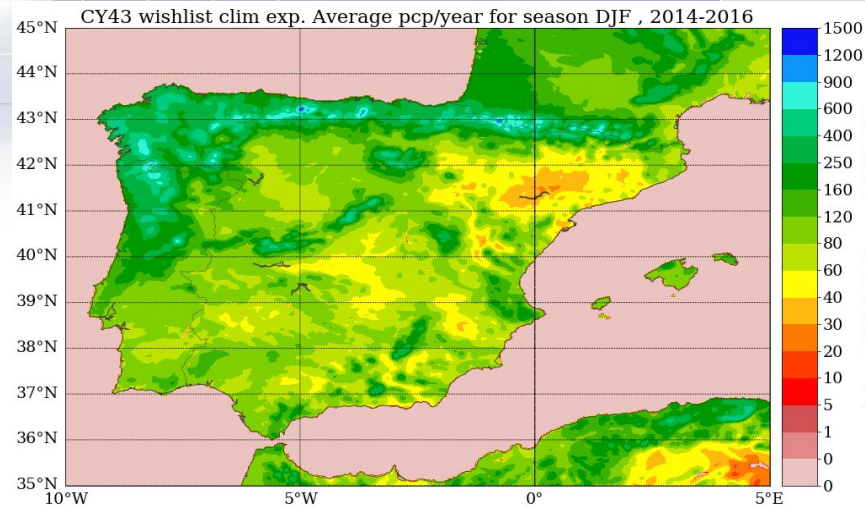 CY43 wishlist clim exp. Average pcp/year for season DJF , 2014-2016
45°N
44°N
43°N
42°N
41°N
40°N
39°N
38°N
37°N
36°N
35°N
10°W
5°W
0°
5°E
1500
1200
900
600
400
250
160
120
80
60
40
30
20
10
5
1
0
0